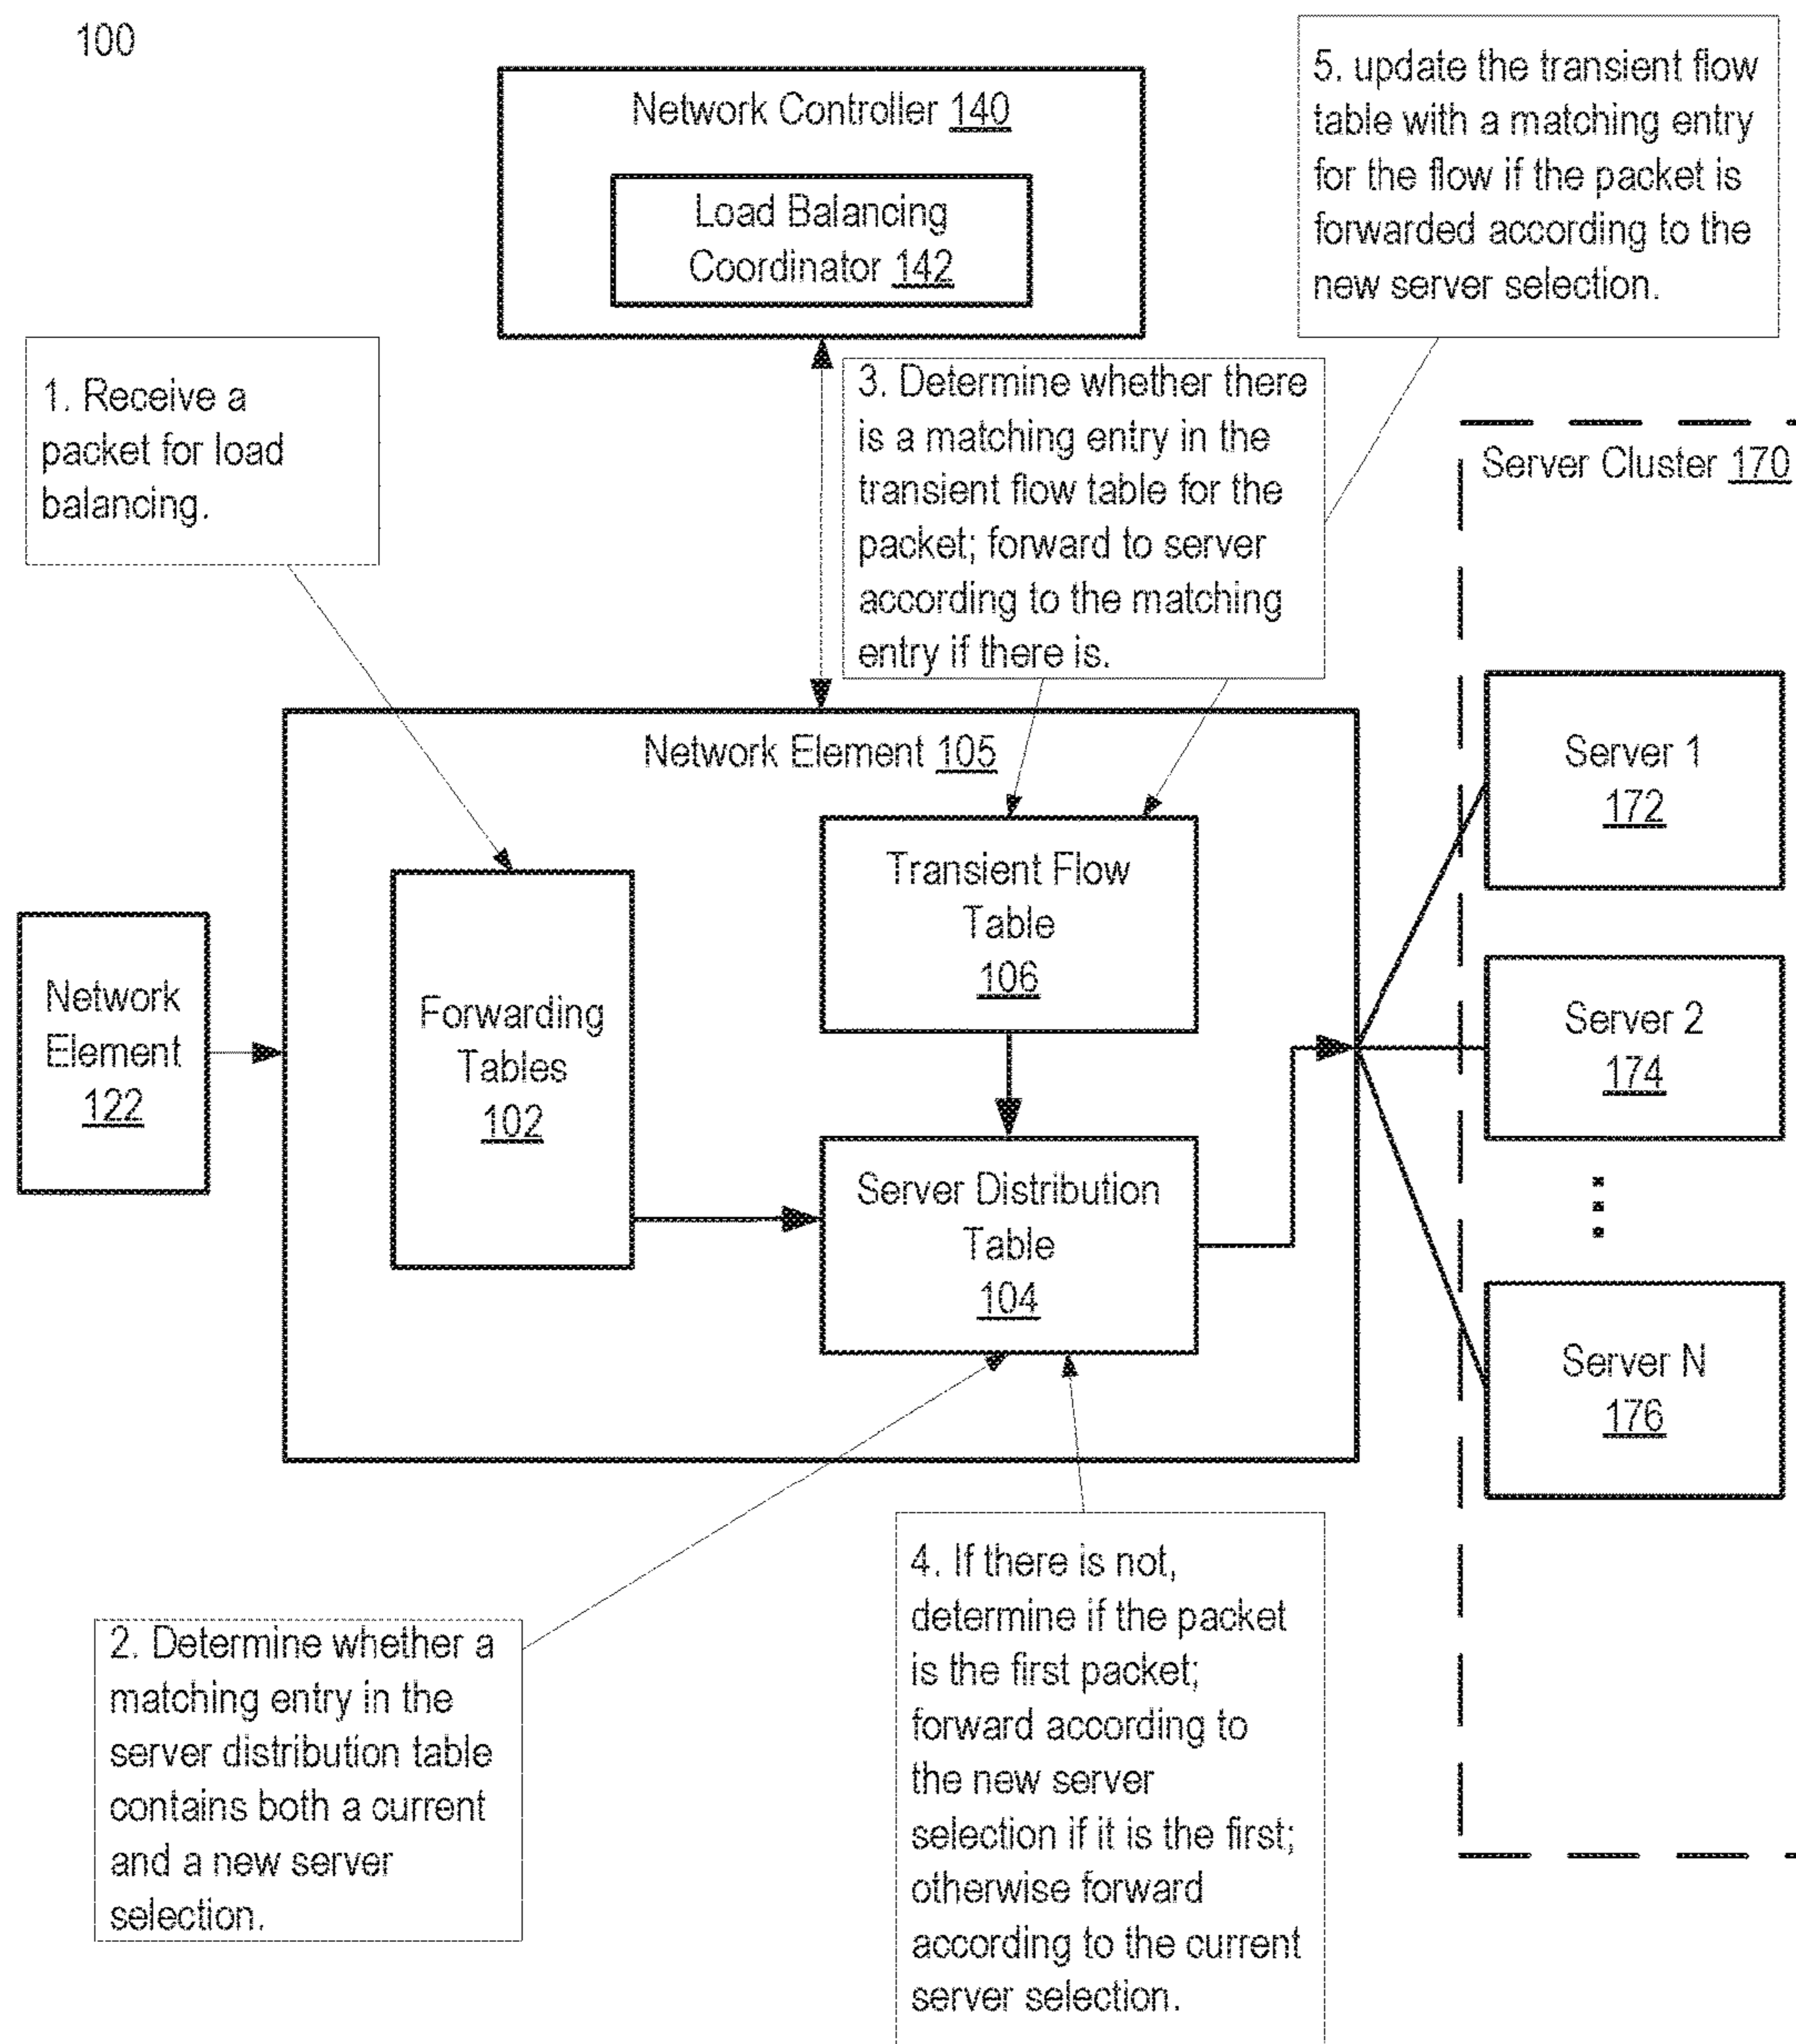 100
Network Controller 140
Load Balancing
Coordinator 142
5. update the transient flow
table with a matching entry
for the flow if the packet is
forwarded according to the
new server selection.
1. Receive a
packet for load
balancing.
3. Determine whether there
is a matching entry in the
transient flow table for the
packet; forward to server
according to the matching
entry if there is.
Server Cluster 170
Network Element 105
Server 1
172
Transient Flow
Table
106
Network
Element
122
Forwarding
Tables
102
Server 2
174
Server Distribution
Table
104
Server N
176
2. Determine whether a
matching entry in the
server distribution table
contains both a current
and a new server
selection.
4. If there is not,
determine if the packet
is the first packet;
forward according to
the new server
selection if it is the first;
otherwise forward
according to the current
server selection.